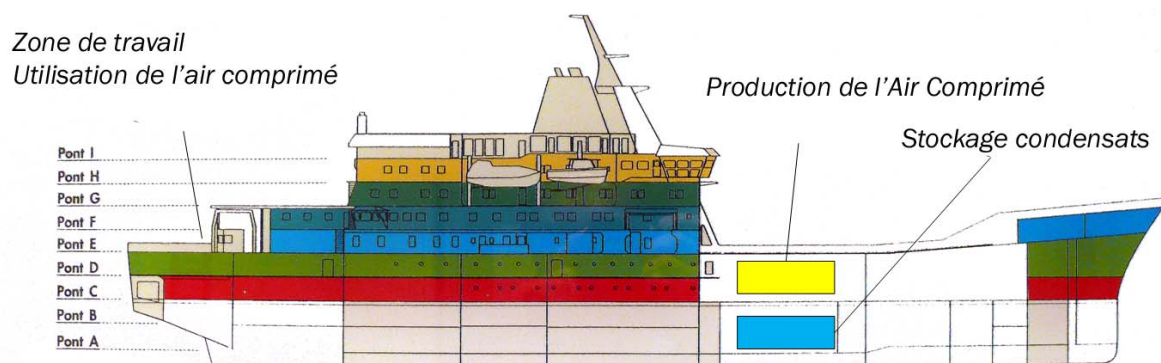 Zone de travail
Utilisation de l'air comprimé
Production de l'Air Comprimé
Stockage condensats
Pont I
Pont H
Pont G
Pont F
Pont E
Pont D
Pont C
Pont B
Pont A